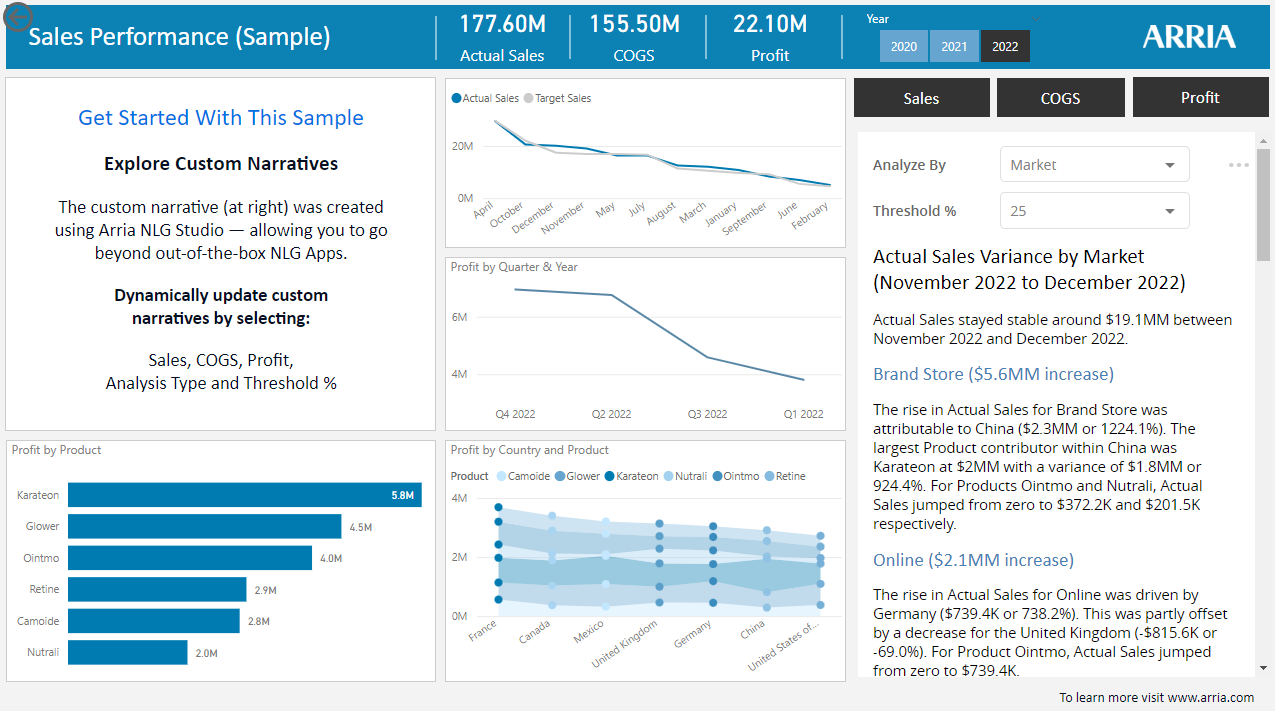 Sales Performance (Sample)
177.60M
Actual Sales
155.50M
COGS
22.10M
Profit
Year
2020
2021
2022
ARRIA
Get Started With This Sample
Explore Custom Narratives
The custom narrative (at right) was created
using Arria NLG Studio — allowing you to go
beyond out-of-the-box NLG Apps.
Dynamically update custom
narratives by selecting:
Sales, COGS, Profit,
Analysis Type and Threshold %
Actual Sales Target Sales
20M
0M
April
October
December
November
May
July
August
March
January
September
June
February
Profit by Quarter & Year
6M
4M
Q4 2022
Q2 2022
Q3 2022
Q1 2022
Profit by Product
Karateon 5.8M
Glower 4.5M
Ointmo 4.0M
Retine 2.9M
Camoide 2.8M
Nutrali 2.0M
Profit by Country and Product
Product Camoide Glower Karateon Nutrali Ointmo Retine
4M
2M
0M
France
Canada
Mexico
United Kingdom
Germany
China
United States of...
Sales
COGS
Profit
Analyze By Market
Threshold % 25
Actual Sales Variance by Market
(November 2022 to December 2022)
Actual Sales stayed stable around $19.1MM between
November 2022 and December 2022.
Brand Store ($5.6MM increase)
The rise in Actual Sales for Brand Store was
attributable to China ($2.3MM or 1224.1%). The
largest Product contributor within China was
Karateon at $2MM with a variance of $1.8MM or
924.4%. For Products Ointmo and Nutrali, Actual
Sales jumped from zero to $372.2K and $201.5K
respectively.
Online ($2.1MM increase)
The rise in Actual Sales for Online was driven by
Germany ($739.4K or 738.2%). This was partly offset
by a decrease for the United Kingdom (-$815.6K or
-69.0%). For Product Ointmo, Actual Sales jumped
from zero to $739.4K.
To learn more visit www.arria.com